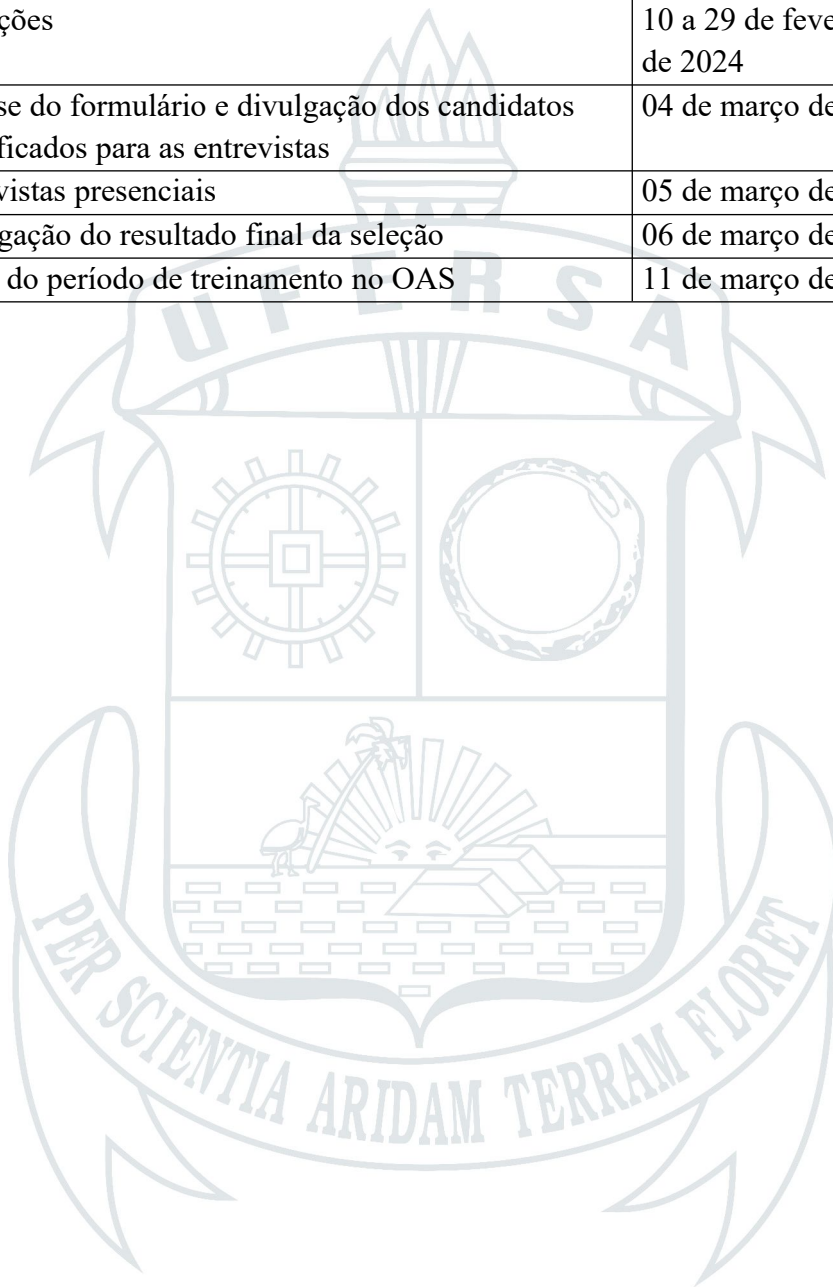 ções
10 a 29 de feve
de 2024
se do formulário e divulgação dos candidatos
ficados para as entrevistas
04 de março de
vistas presenciais
05 de março de
gação do resultado final da seleção
06 de março de
do período de treinamento no OAS
11 de março de
UFERSA
PER SCIENTIA ARIDAM TERRAM FLORET